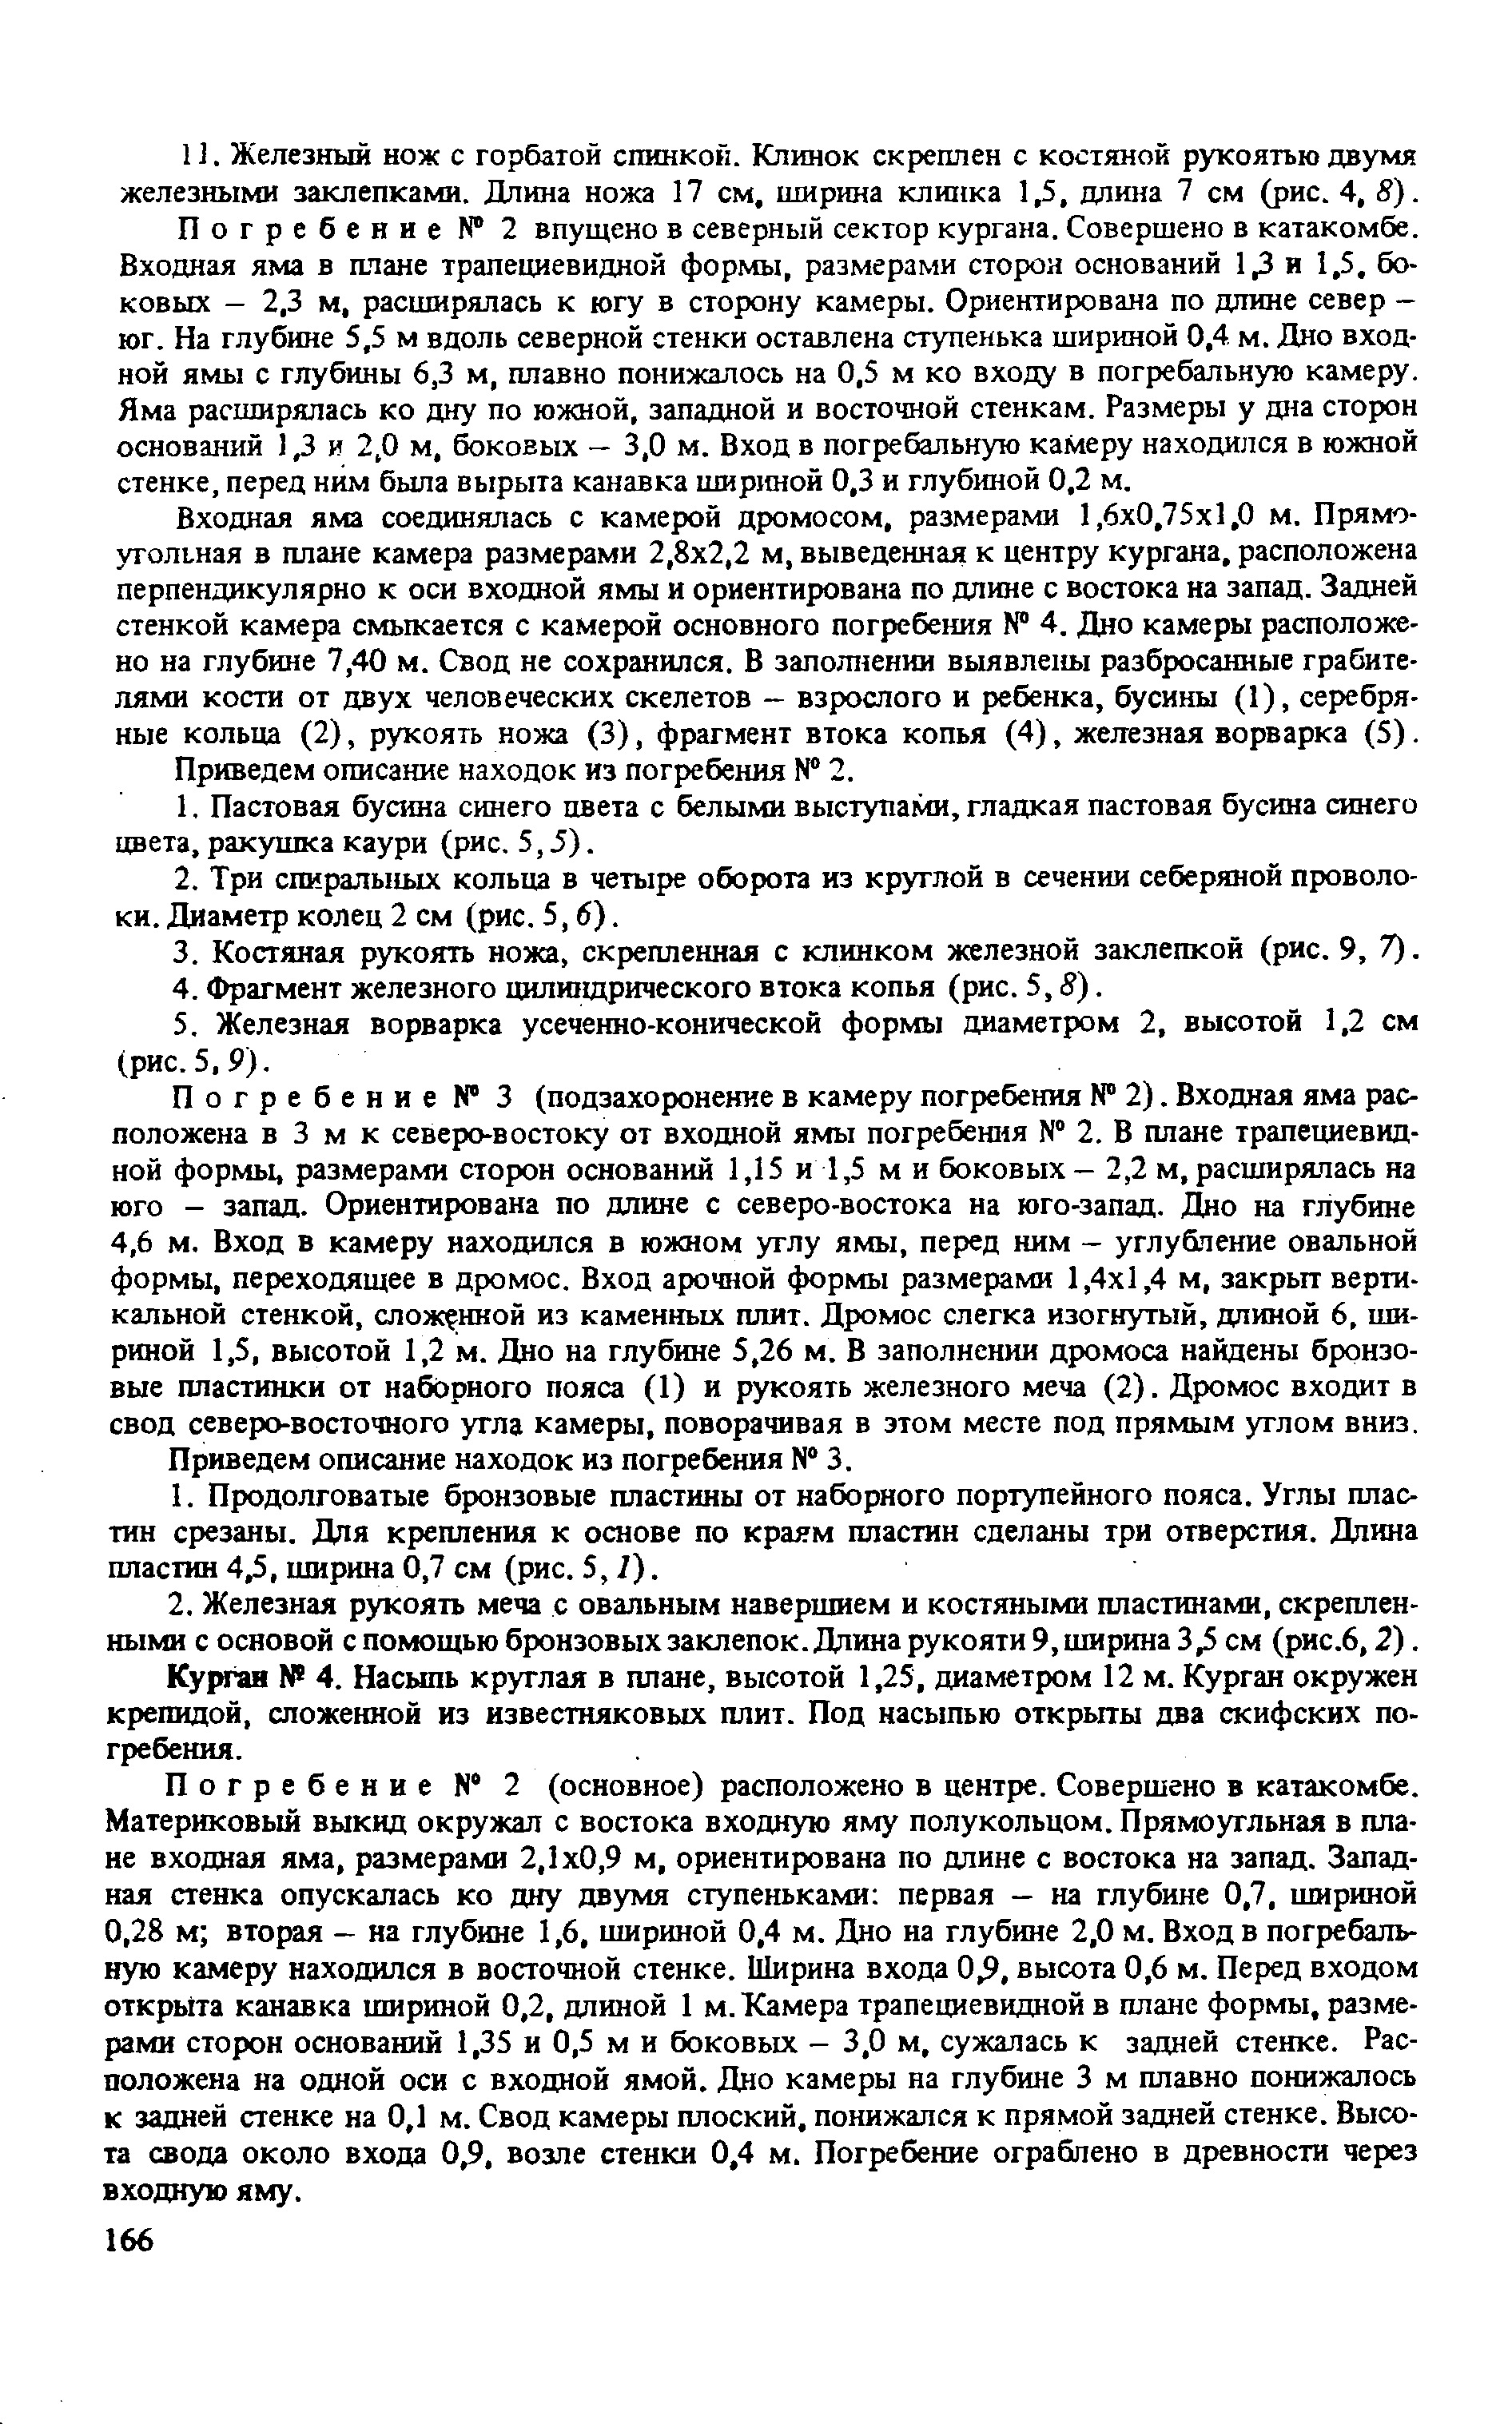 11. Железный нож с горбатой спинкой. Клинок скреплен с костяной рукоятью двумя
железными заклепками. Длина ножа 17 см, ширина клинка 1,5, длина 7 см (рис. 4, 8).
Погребение № 2 впущено в северный сектор кургана. Совершено в катакомбе.
Входная яма в плане трапециевидной формы, размерами сторон оснований 1,3 и 1,5, бо-
ковых — 2,3 м, расширялась к югу в сторону камеры. Ориентирована по длине север —
юг. На глубине 5,5 м вдоль северной стенки оставлена ступенька шириной 0,4 м. Дно вход-
ной ямы с глубины 6,3 м, плавно понижалось на 0,5 м ко входу в погребальную камеру.
Яма расширялась ко дну по южной, западной и восточной стенкам. Размеры у дна сторон
оснований 1,3 и 2,0 м, боковых — 3,0 м. Вход в погребальную камеру находился в южной
стенке, перед ним была вырыта канавка шириной 0,3 и глубиной 0,2 м.
Входная яма соединялась с камерой дромосом, размерами 1,6х0,75х1,0 м. Прямо-
угольная в плане камера размерами 2,8х2,2 м, выведенная к центру кургана, расположена
перпендикулярно к оси входной ямы и ориентирована по длине с востока на запад. Задней
стенкой камера смыкается с камерой основного погребения № 4. Дно камеры расположе-
но на глубине 7,40 м. Свод не сохранился. В заполнении выявлены разбросанные грабите-
лями кости от двух человеческих скелетов — взрослого и ребенка, бусины (1), серебря-
ные кольца (2), рукоять ножа (3), фрагмент втока копья (4), железная ворварка (5).
Приведем описание находок из погребения № 2.
1. Пастовая бусина синего цвета с белыми выступами, гладкая пастовая бусина синего
цвета, ракушка каури (рис. 5, 5).
2. Три спиральных кольца в четыре оборота из круглой в сечении себеряной проволо-
ки. Диаметр колец 2 см (рис. 5, 6).
3. Костяная рукоять ножа, скрепленная с клинком железной заклепкой (рис. 9, 7).
4. Фрагмент железного цилиндрического втока копья (рис. 5, 8).
5. Железная ворварка усеченно-конической формы диаметром 2, высотой 1,2 см
(рис. 5, 9).
Погребение № 3 (подзахоронение в камеру погребения № 2). Входная яма рас-
положена в 3 м к северо-востоку от входной ямы погребения № 2. В плане трапециевид-
ной формы, размерами сторон оснований 1,15 и 1,5 м и боковых — 2,2 м, расширялась на
юго — запад. Ориентирована по длине с северо-востока на юго-запад. Дно на глубине
4,6 м. Вход в камеру находился в южном углу ямы, перед ним — углубление овальной
формы, переходящее в дромос. Вход арочной формы размерами 1,4х1,4 м, закрыт верти-
кальной стенкой, сложенной из каменных плит. Дромос слегка изогнутый, длиной 6, ши-
риной 1,5, высотой 1,2 м. Дно на глубине 5,26 м. В заполнении дромоса найдены бронзо-
вые пластинки от наборного пояса (1) и рукоять железного меча (2). Дромос входит в
свод северо-восточного угла камеры, поворачивая в этом месте под прямым углом вниз.
Приведем описание находок из погребения № 3.
1. Продолговатые бронзовые пластины от наборного портупейного пояса. Углы плас-
тин срезаны. Для крепления к основе по краям пластин сделаны три отверстия. Длина
пластин 4,5, ширина 0,7 см (рис. 5, 1).
2. Железная рукоять меча с овальным навершием и костяными пластинами, скреплен-
ными с основой с помощью бронзовых заклепок. Длина рукояти 9, ширина 3,5 см (рис.6, 2).
Курган № 4. Насыпь круглая в плане, высотой 1,25, диаметром 12 м. Курган окружен
крепидой, сложенной из известняковых плит. Под насыпью открыты два скифских по-
гребения.
Погребение № 2 (основное) расположено в центре. Совершено в катакомбе.
Материковый выкид окружал с востока входную яму полукольцом. Прямоугльная в пла-
не входная яма, размерами 2,1х0,9 м, ориентирована по длине с востока на запад. Запад-
ная стенка опускалась ко дну двумя ступеньками: первая — на глубине 0,7, шириной
0,28 м; вторая — на глубине 1,6, шириной 0,4 м. Дно на глубине 2,0 м. Вход в погребаль-
ную камеру находился в восточной стенке. Ширина входа 0,9, высота 0,6 м. Перед входом
открыта канавка шириной 0,2, длиной 1 м. Камера трапециевидной в плане формы, разме-
рами сторон оснований 1,35 и 0,5 м и боковых — 3,0 м, сужалась к задней стенке. Рас-
положена на одной оси с входной ямой. Дно камеры на глубине 3 м плавно понижалось
к задней стенке на 0,1 м. Свод камеры плоский, понижался к прямой задней стенке. Высо-
та свода около входа 0,9, возле стенки 0,4 м. Погребение ограблено в древности через
входную яму.
166